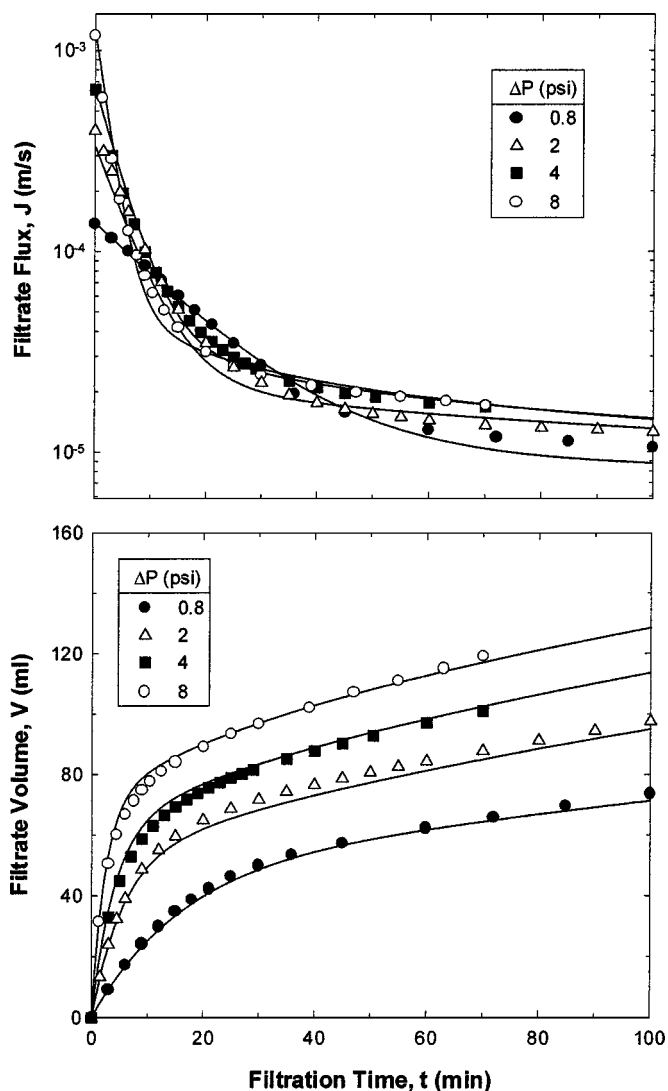 10⁻³
10⁻⁴
10⁻⁵
Filtrate Flux, J (m/s)
ΔP (psi)
0.8
2
4
8
160
120
80
40
0
Filtrate Volume, V (ml)
ΔP (psi)
0.8
2
4
8
0 20 40 60 80 100
Filtration Time, t (min)